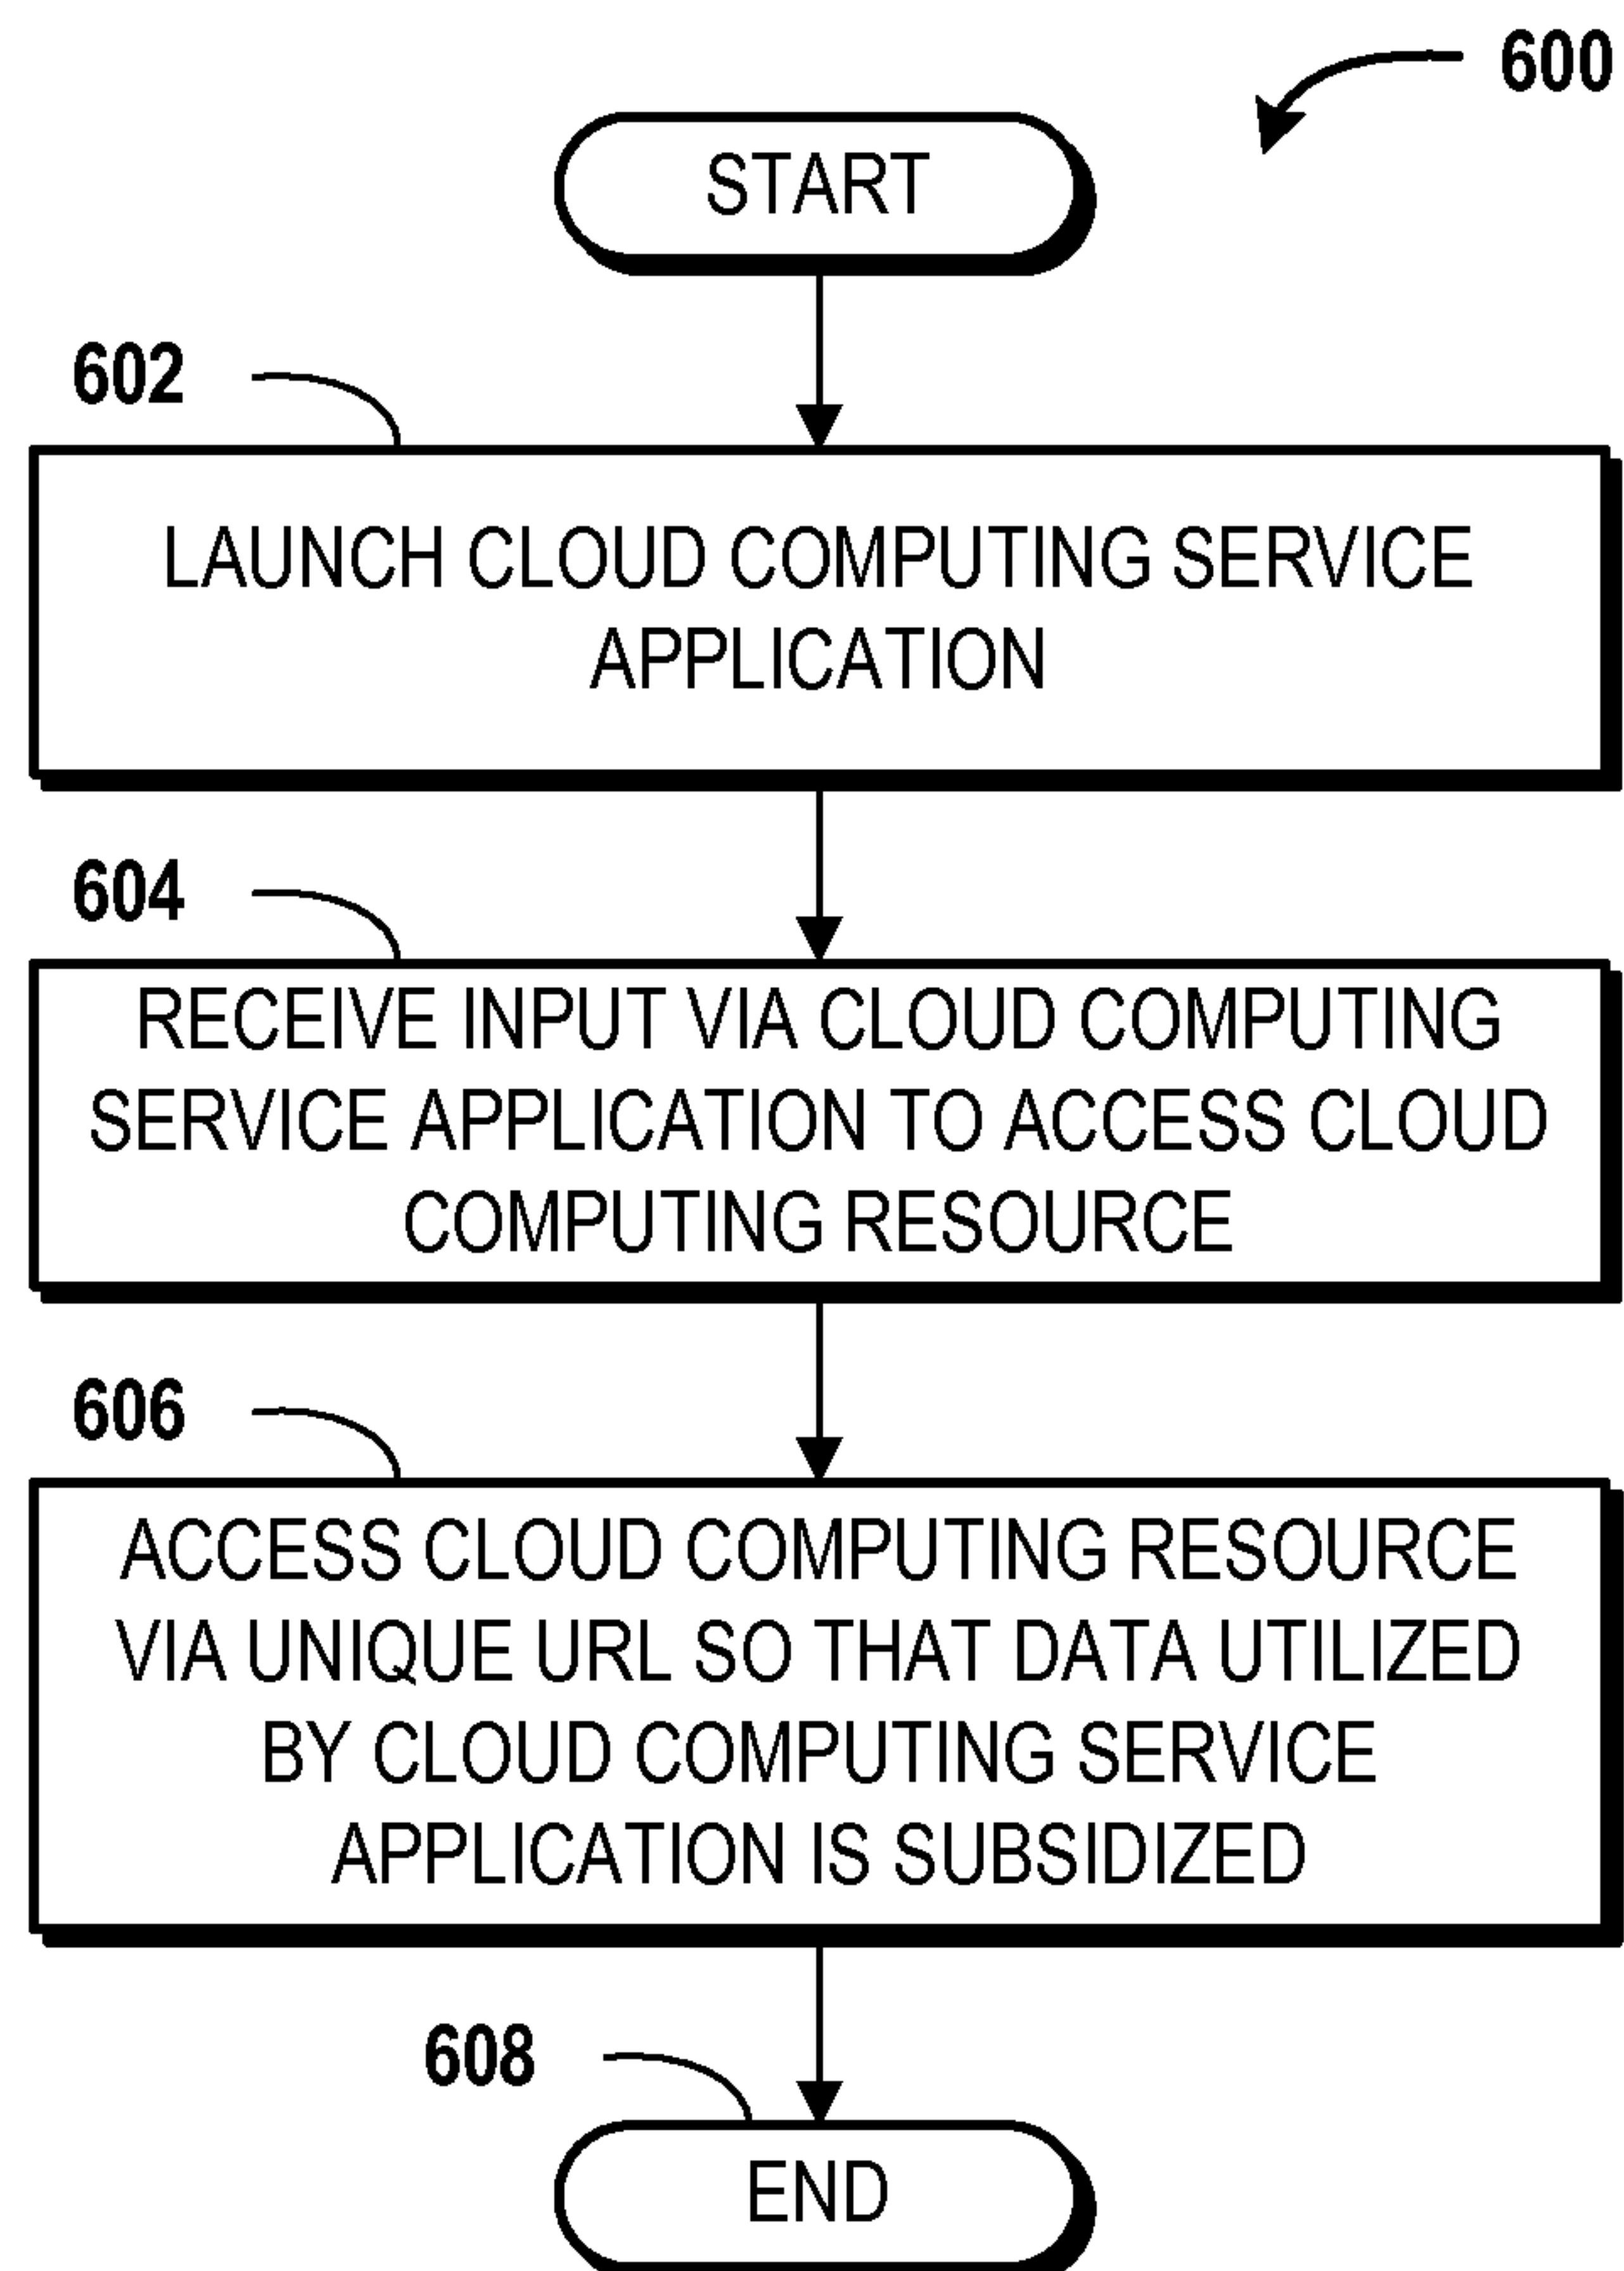 600
START
602
LAUNCH CLOUD COMPUTING SERVICE
APPLICATION
604
RECEIVE INPUT VIA CLOUD COMPUTING
SERVICE APPLICATION TO ACCESS CLOUD
COMPUTING RESOURCE
606
ACCESS CLOUD COMPUTING RESOURCE
VIA UNIQUE URL SO THAT DATA UTILIZED
BY CLOUD COMPUTING SERVICE
APPLICATION IS SUBSIDIZED
608
END